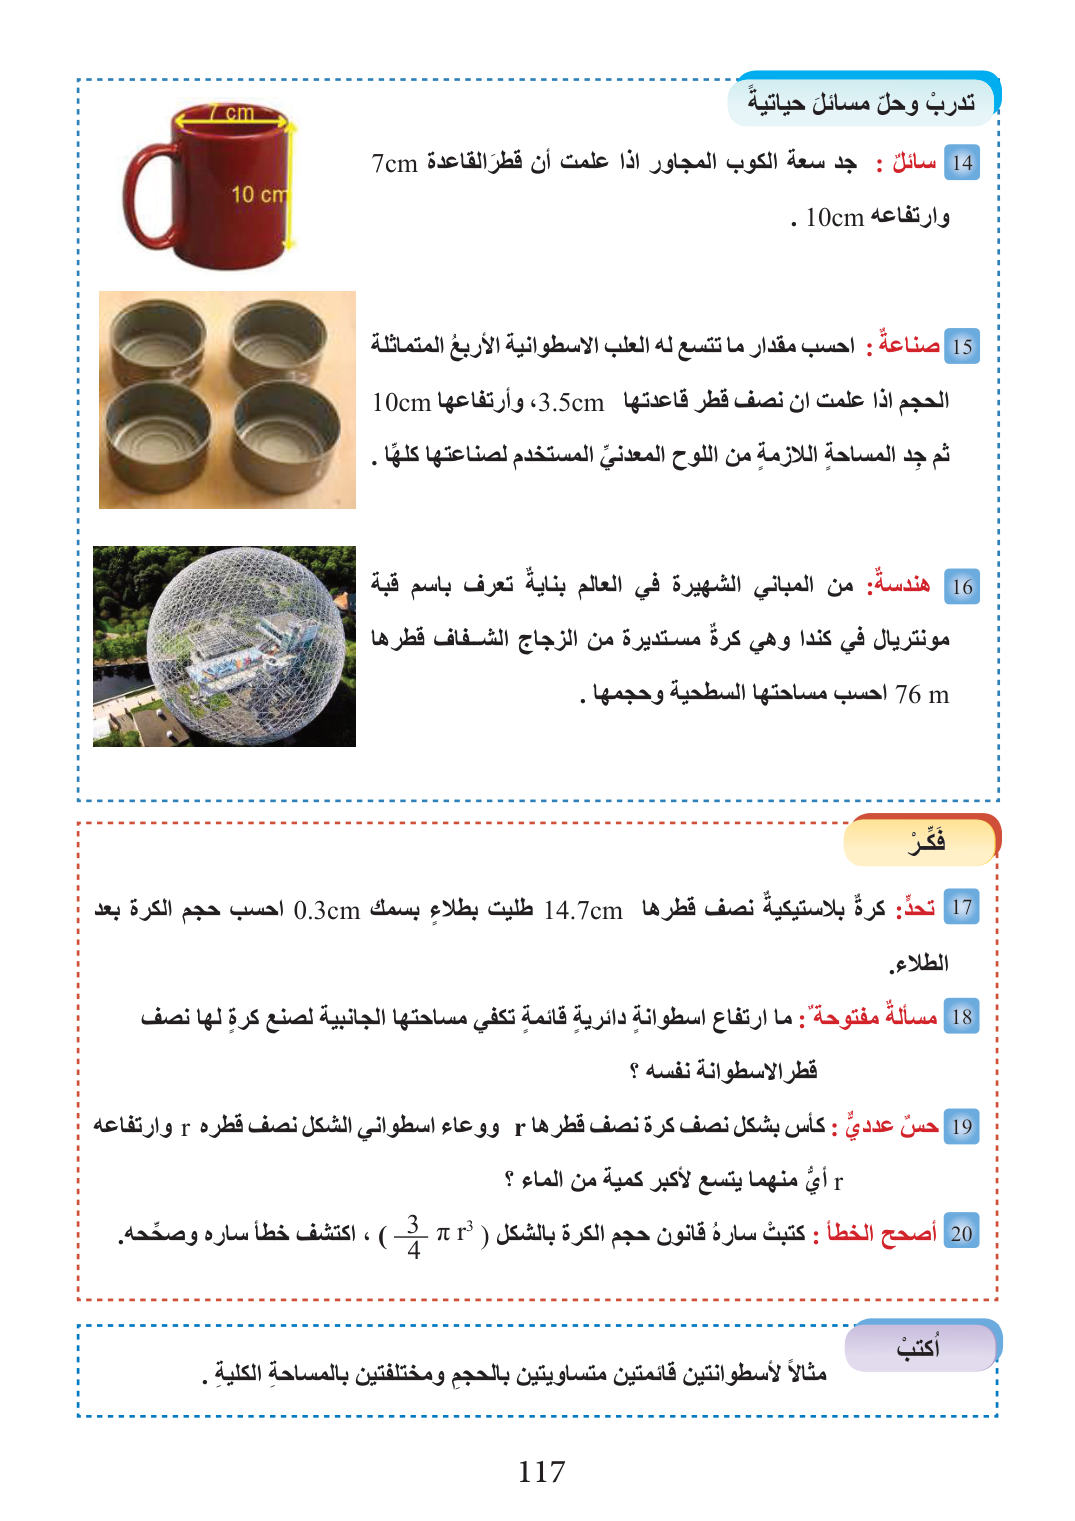 تدربْ وحلّ مسائلَ حياتيةً
7 cm
10 cm
14 سائلٌ : جد سعة الكوب المجاور اذا علمت أن قطرَ القاعدة 7cm
وارتفاعه 10cm .
15 صناعةٌ : احسب مقدار ما تتسع له العلب الاسطوانية الأربعُ المتماثلة
الحجم اذا علمت ان نصف قطر قاعدتها 3.5cm، وأرتفاعها 10cm
ثم جِد المساحةِ اللازمةِ من اللوح المعدنيِّ المستخدم لصناعتها كلهِّا .
16 هندسةٌ: من المباني الشهيرة في العالم بنايةٌ تعرف باسم قبة
مونتريال في كندا وهي كرةٌ مستديرة من الزجاج الشفاف قطرها
76 m احسب مساحتها السطحية وحجمها .
فَكِّرْ
17 تحدٍّ: كرةٌ بلاستيكيةٌ نصف قطرها 14.7cm طليت بطلاءٍ بسمك 0.3cm احسب حجم الكرة بعد
الطلاء.
18 مسألةٌ مفتوحةٌ : ما ارتفاع اسطوانةٍ دائريةٍ قائمةٍ تكفي مساحتها الجانبية لصنع كرةٍ لها نصف
قطر الاسطوانة نفسه ؟
19 حسٌ عدديٌّ : كأس بشكل نصف كرة نصف قطرها r ووعاء اسطواني الشكل نصف قطره r وارتفاعه
r أيُّ منهما يتسع لأكبر كمية من الماء ؟
20 أصحح الخطأ : كتبتْ سارهُ قانون حجم الكرة بالشكل ( 3/4 π r³ ) ، اكتشف خطأ ساره وصحِّحه.
اُكتبْ
مثالاً لأسطوانتين قائمتين متساويتين بالحجمِ ومختلفتين بالمساحةِ الكليةِ .
117